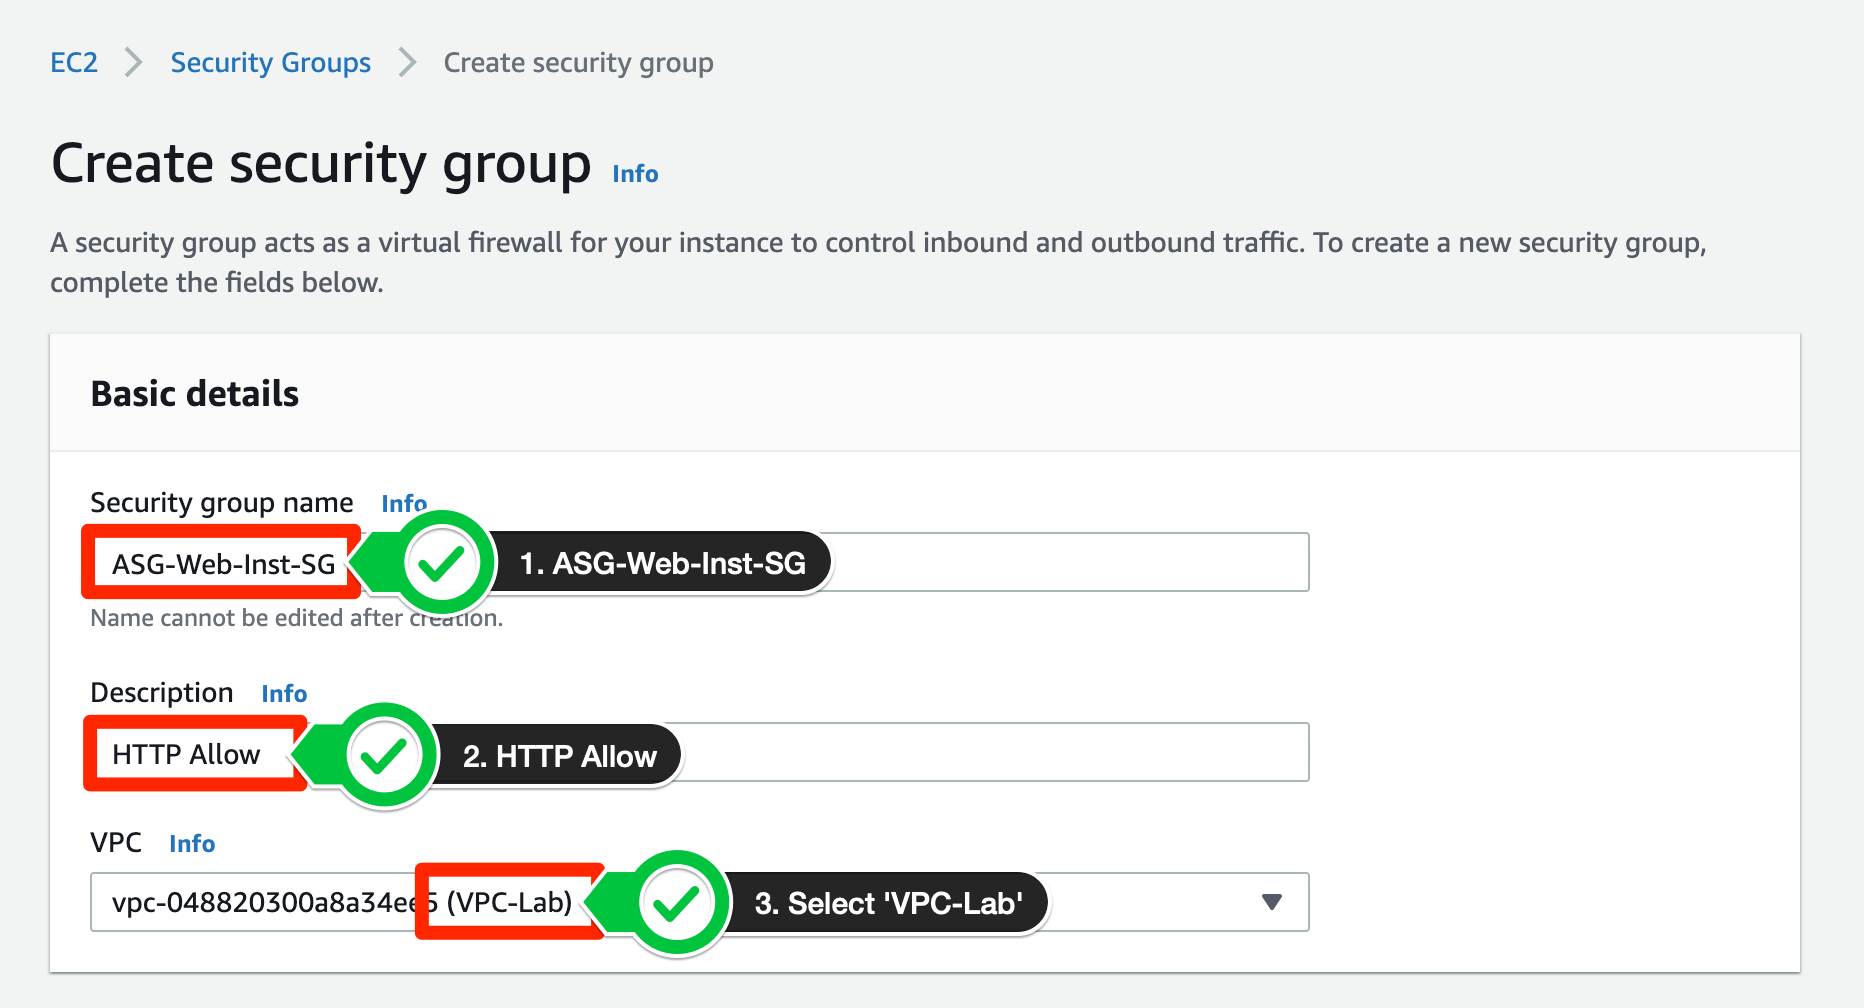 EC2 Security Groups Create security group
Create security group Info
A security group acts as a virtual firewall for your instance to control inbound and outbound traffic. To create a new security group,
complete the fields below.
Basic details
Security group name Info
ASG-Web-Inst-SG 1. ASG-Web-Inst-SG
Name cannot be edited after creation.
Description Info
HTTP Allow 2. HTTP Allow
VPC Info
vpc-048820300a8a34ee5 (VPC-Lab) 3. Select 'VPC-Lab'